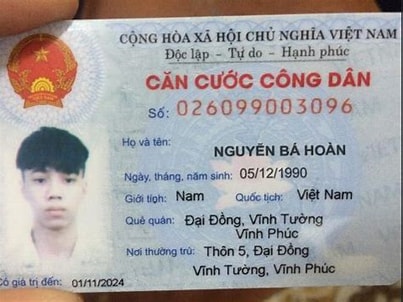 CỘNG HÒA XÃ HỘI CHỦ NGHĨA VIỆT NAM
Độc lập - Tự do - Hạnh phúc
CĂN CƯỚC CÔNG DÂN
Số: 026099003096
Họ và tên:
NGUYỄN BÁ HOÀN
Ngày, tháng, năm sinh: 05/12/1990
Giới tính: Nam Quốc tịch: Việt Nam
Quê quán: Đại Đồng, Vĩnh Tường
Vĩnh Phúc
Nơi thường trú: Thôn 5, Đại Đồng
Vĩnh Tường, Vĩnh Phúc
Có giá trị đến: 01/11/2024